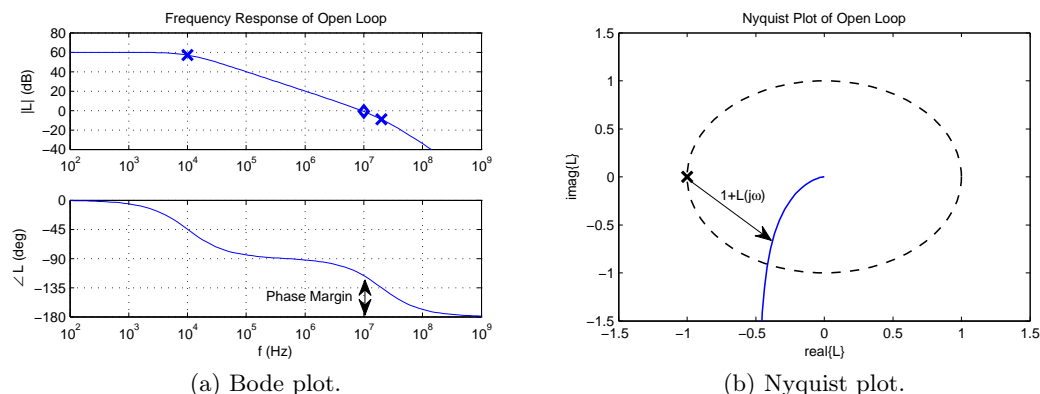 Frequency Response of Open Loop
|L| (dB)
80
60
40
20
0
−20
−40
10^2 10^3 10^4 10^5 10^6 10^7 10^8 10^9
∠ L (deg)
0
−45
−90
−135
−180
Phase Margin
10^2 10^3 10^4 10^5 10^6 10^7 10^8 10^9
f (Hz)
(a) Bode plot.
Nyquist Plot of Open Loop
imag{L}
1.5
1
0.5
0
−0.5
−1
−1.5
1+L(jω)
−1.5 −1 −0.5 0 0.5 1 1.5
real{L}
(b) Nyquist plot.